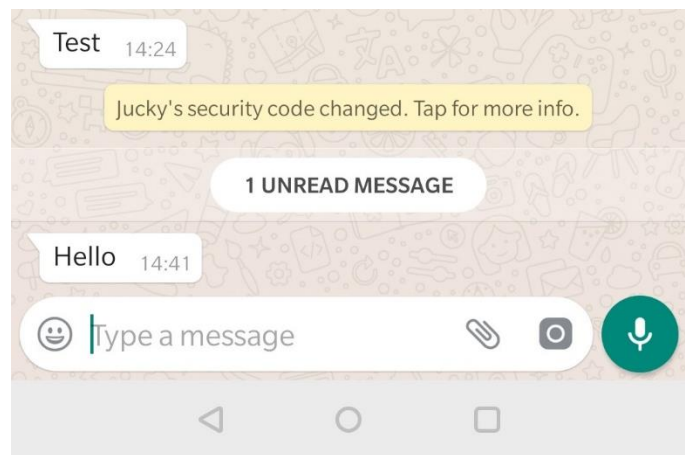 Test 14:24
Jucky's security code changed. Tap for more info.
1 UNREAD MESSAGE
Hello 14:41
Type a message